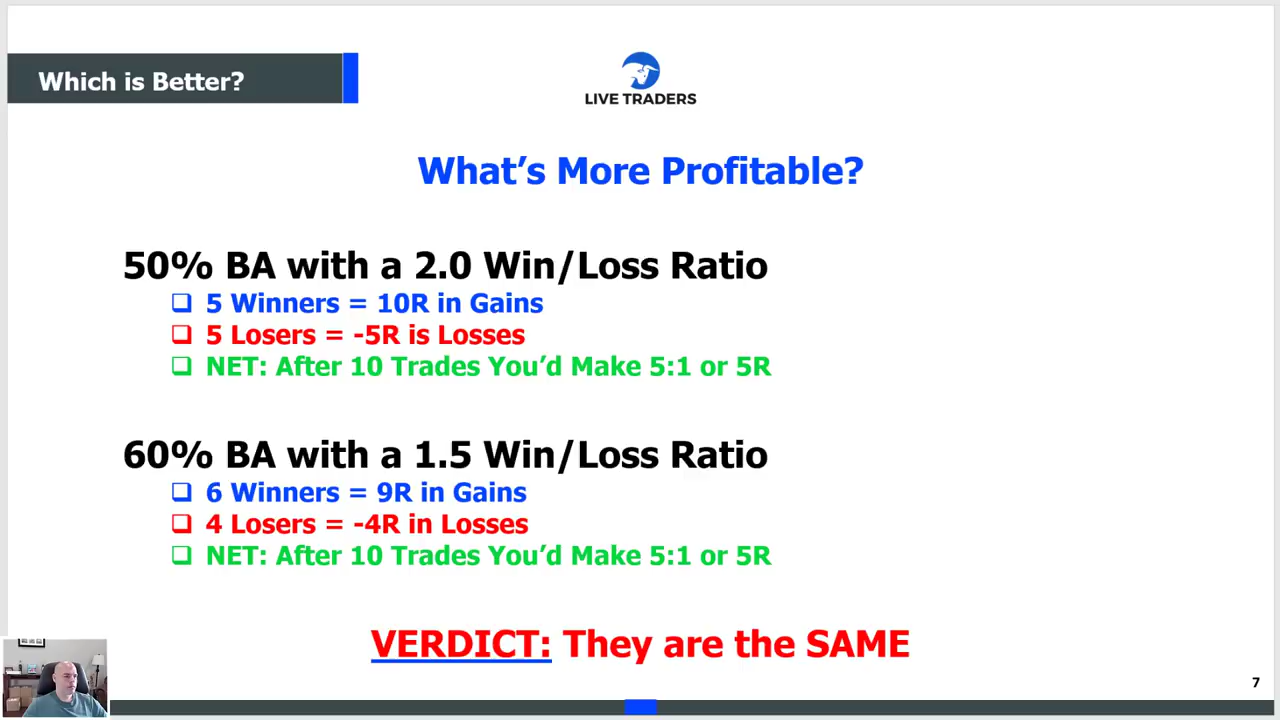 Which is Better?
LIVE TRADERS
What's More Profitable?
50% BA with a 2.0 Win/Loss Ratio
5 Winners = 10R in Gains
5 Losers = -5R is Losses
NET: After 10 Trades You'd Make 5:1 or 5R
60% BA with a 1.5 Win/Loss Ratio
6 Winners = 9R in Gains
4 Losers = -4R in Losses
NET: After 10 Trades You'd Make 5:1 or 5R
VERDICT: They are the SAME
7